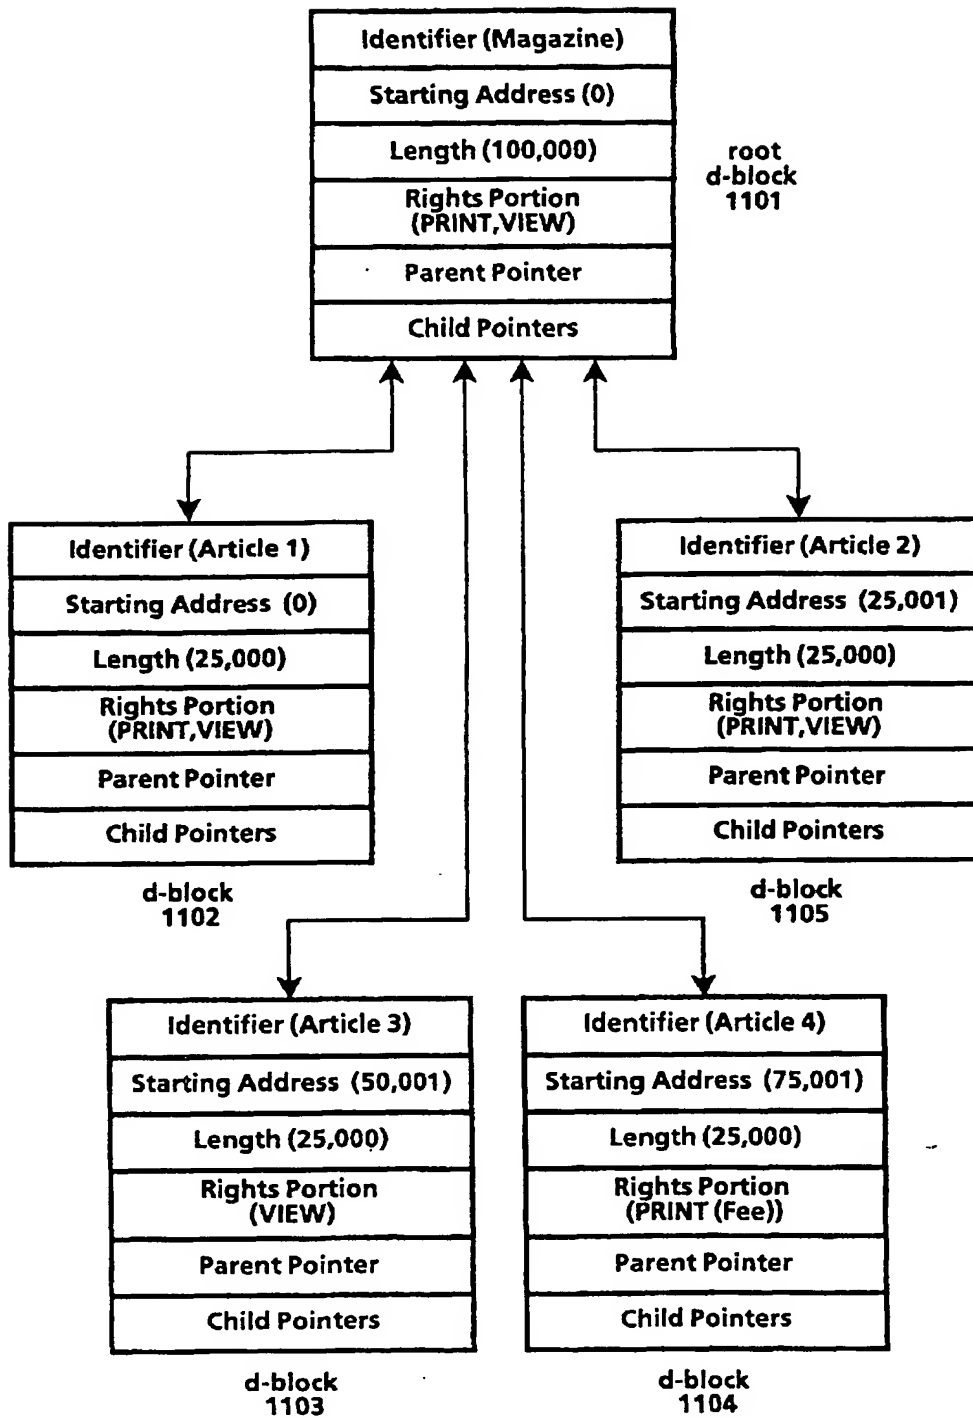 Identifier (Magazine)
Starting Address (0)
Length (100,000)
Rights Portion
(PRINT,VIEW)
Parent Pointer
Child Pointers
root
d-block
1101
Identifier (Article 1)
Starting Address (0)
Length (25,000)
Rights Portion
(PRINT,VIEW)
Parent Pointer
Child Pointers
d-block
1102
Identifier (Article 2)
Starting Address (25,001)
Length (25,000)
Rights Portion
(PRINT,VIEW)
Parent Pointer
Child Pointers
d-block
1105
Identifier (Article 3)
Starting Address (50,001)
Length (25,000)
Rights Portion
(VIEW)
Parent Pointer
Child Pointers
d-block
1103
Identifier (Article 4)
Starting Address (75,001)
Length (25,000)
Rights Portion
(PRINT (Fee))
Parent Pointer
Child Pointers
d-block
1104